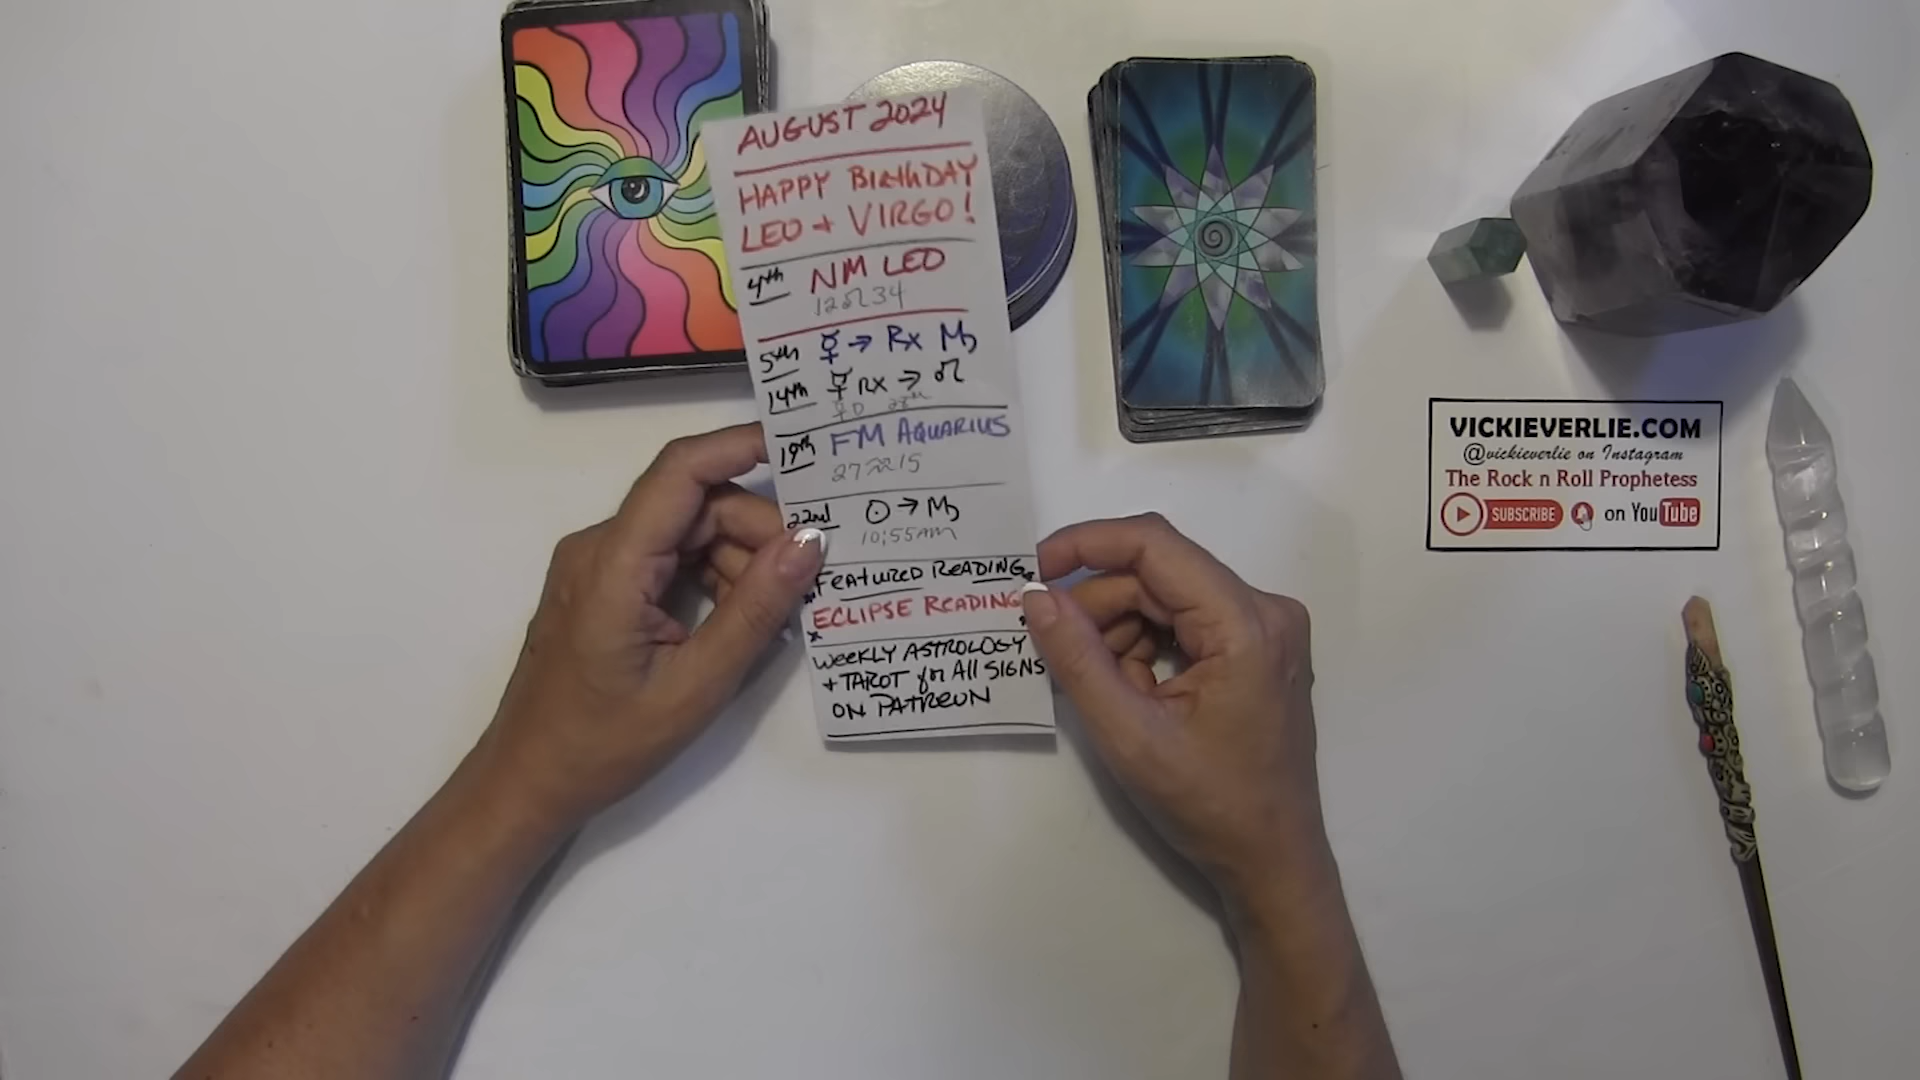 AUGUST 2024
HAPPY BIRTHDAY
LEO + VIRGO!
4th NM LEO
12♌34
5th ☿ → Rx ♍
14th ☿ Rx → ♌
☿ D 28th
19th FM AQUARIUS
27♒15
22nd ☉ → ♍
10:55AM
FEATURED READING
* ECLIPSE READING *
WEEKLY ASTROLOGY
+ TAROT for All SIGNS
ON PATREON
VICKIEVERLIE.COM
@vickieverlie on Instagram
The Rock n Roll Prophetess
SUBSCRIBE on YouTube